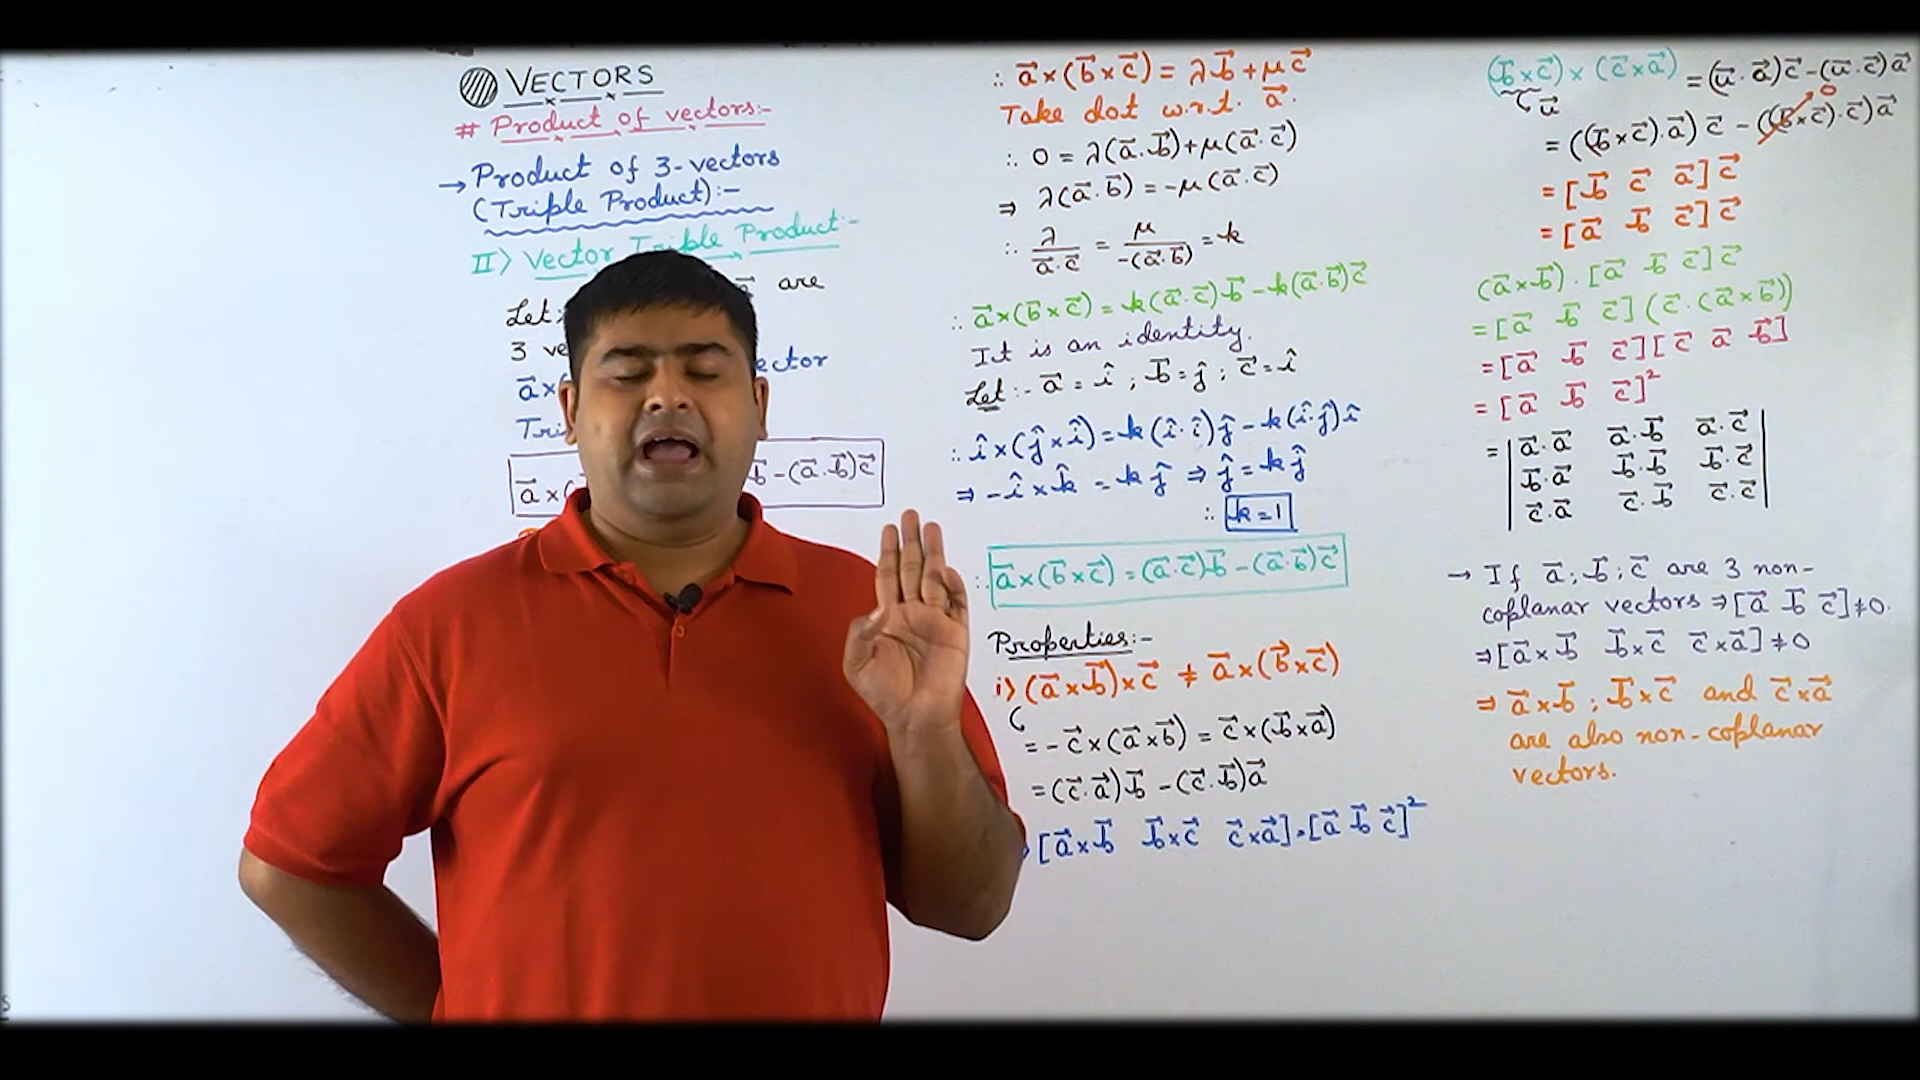 VECTORS
# Product of vectors:-
→ Product of 3-vectors
(Triple Product):-
II) Vector Triple Product:-
Let
are
3
ector
a⃗×(
b⃗-(a⃗.b⃗)c⃗
∴ a⃗×(b⃗×c⃗) = λb⃗+μc⃗
Take dot w.r.t. a⃗.
∴ 0 = λ(a⃗.b⃗)+μ(a⃗.c⃗)
⇒ λ(a⃗.b⃗) = -μ(a⃗.c⃗)
∴ λ/(a⃗.c⃗) = μ/(-(a⃗.b⃗)) = k
∴ a⃗×(b⃗×c⃗) = k(a⃗.c⃗)b⃗-k(a⃗.b⃗)c⃗
It is an identity.
Let:- a⃗ = î ; b⃗ = ĵ ; c⃗ = î
∴ î×(ĵ×î) = k(î.î)ĵ-k(î.ĵ)î
⇒ -î×k̂ = kĵ ⇒ ĵ = kĵ
∴ k=1
∴ a⃗×(b⃗×c⃗) = (a⃗.c⃗)b⃗-(a⃗.b⃗)c⃗
Properties:-
i) (a⃗×b⃗)×c⃗ ≠ a⃗×(b⃗×c⃗)
= -c⃗×(a⃗×b⃗) = c⃗×(b⃗×a⃗)
= (c⃗.a⃗)b⃗-(c⃗.b⃗)a⃗
[a⃗×b⃗ b⃗×c⃗ c⃗×a⃗] = [a⃗ b⃗ c⃗]²
(b⃗×c⃗)×(c⃗×a⃗) = (u⃗.a⃗)c⃗-(u⃗.c⃗)a⃗
u⃗
0
= ((b⃗×c⃗).a⃗)c⃗ - ((b⃗×c⃗).c⃗)a⃗
= [b⃗ c⃗ a⃗]c⃗
= [a⃗ b⃗ c⃗]c⃗
(a⃗×b⃗).[a⃗ b⃗ c⃗]c⃗
= [a⃗ b⃗ c⃗](c⃗.(a⃗×b⃗))
= [a⃗ b⃗ c⃗][c⃗ a⃗ b⃗]
= [a⃗ b⃗ c⃗]²
= | a⃗.a⃗ a⃗.b⃗ a⃗.c⃗ |
| b⃗.a⃗ b⃗.b⃗ b⃗.c⃗ |
| c⃗.a⃗ c⃗.b⃗ c⃗.c⃗ |
→ If a⃗; b⃗; c⃗ are 3 non-
coplanar vectors ⇒ [a⃗ b⃗ c⃗] ≠ 0.
⇒ [a⃗×b⃗ b⃗×c⃗ c⃗×a⃗] ≠ 0
⇒ a⃗×b⃗ ; b⃗×c⃗ and c⃗×a⃗
are also non-coplanar
vectors.